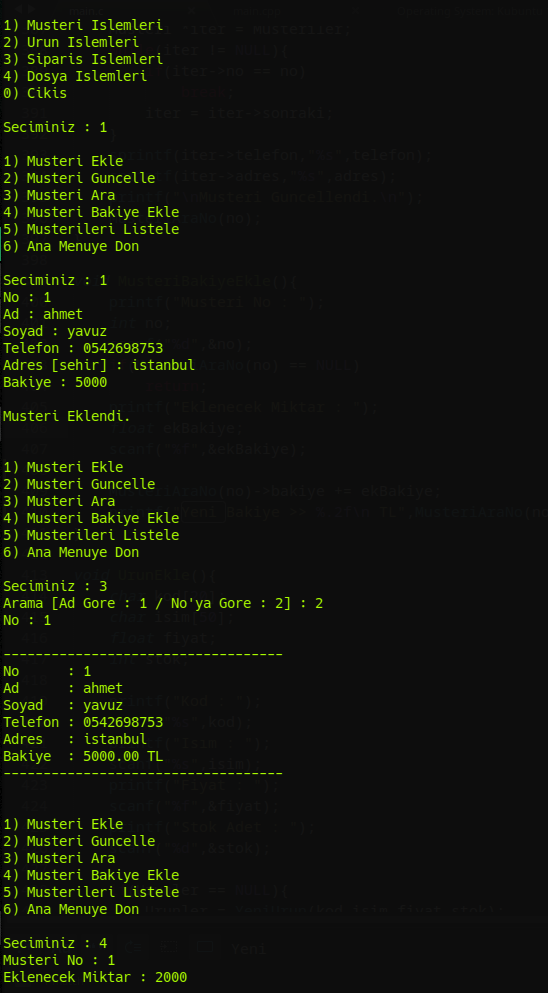 1) Musteri Islemleri
2) Urun Islemleri
3) Siparis Islemleri
4) Dosya Islemleri
0) Cikis
Seciminiz : 1
1) Musteri Ekle
2) Musteri Guncelle
3) Musteri Ara
4) Musteri Bakiye Ekle
5) Musterileri Listele
6) Ana Menuye Don
Seciminiz : 1
No : 1
Ad : ahmet
Soyad : yavuz
Telefon : 0542698753
Adres [sehir] : istanbul
Bakiye : 5000
Musteri Eklendi.
1) Musteri Ekle
2) Musteri Guncelle
3) Musteri Ara
4) Musteri Bakiye Ekle
5) Musterileri Listele
6) Ana Menuye Don
Seciminiz : 3
Arama [Ad Gore : 1 / No'ya Gore : 2] : 2
No : 1
-----------------------------------
No      : 1
Ad      : ahmet
Soyad   : yavuz
Telefon : 0542698753
Adres   : istanbul
Bakiye  : 5000.00 TL
-----------------------------------
1) Musteri Ekle
2) Musteri Guncelle
3) Musteri Ara
4) Musteri Bakiye Ekle
5) Musterileri Listele
6) Ana Menuye Don
Seciminiz : 4
Musteri No : 1
Eklenecek Miktar : 2000